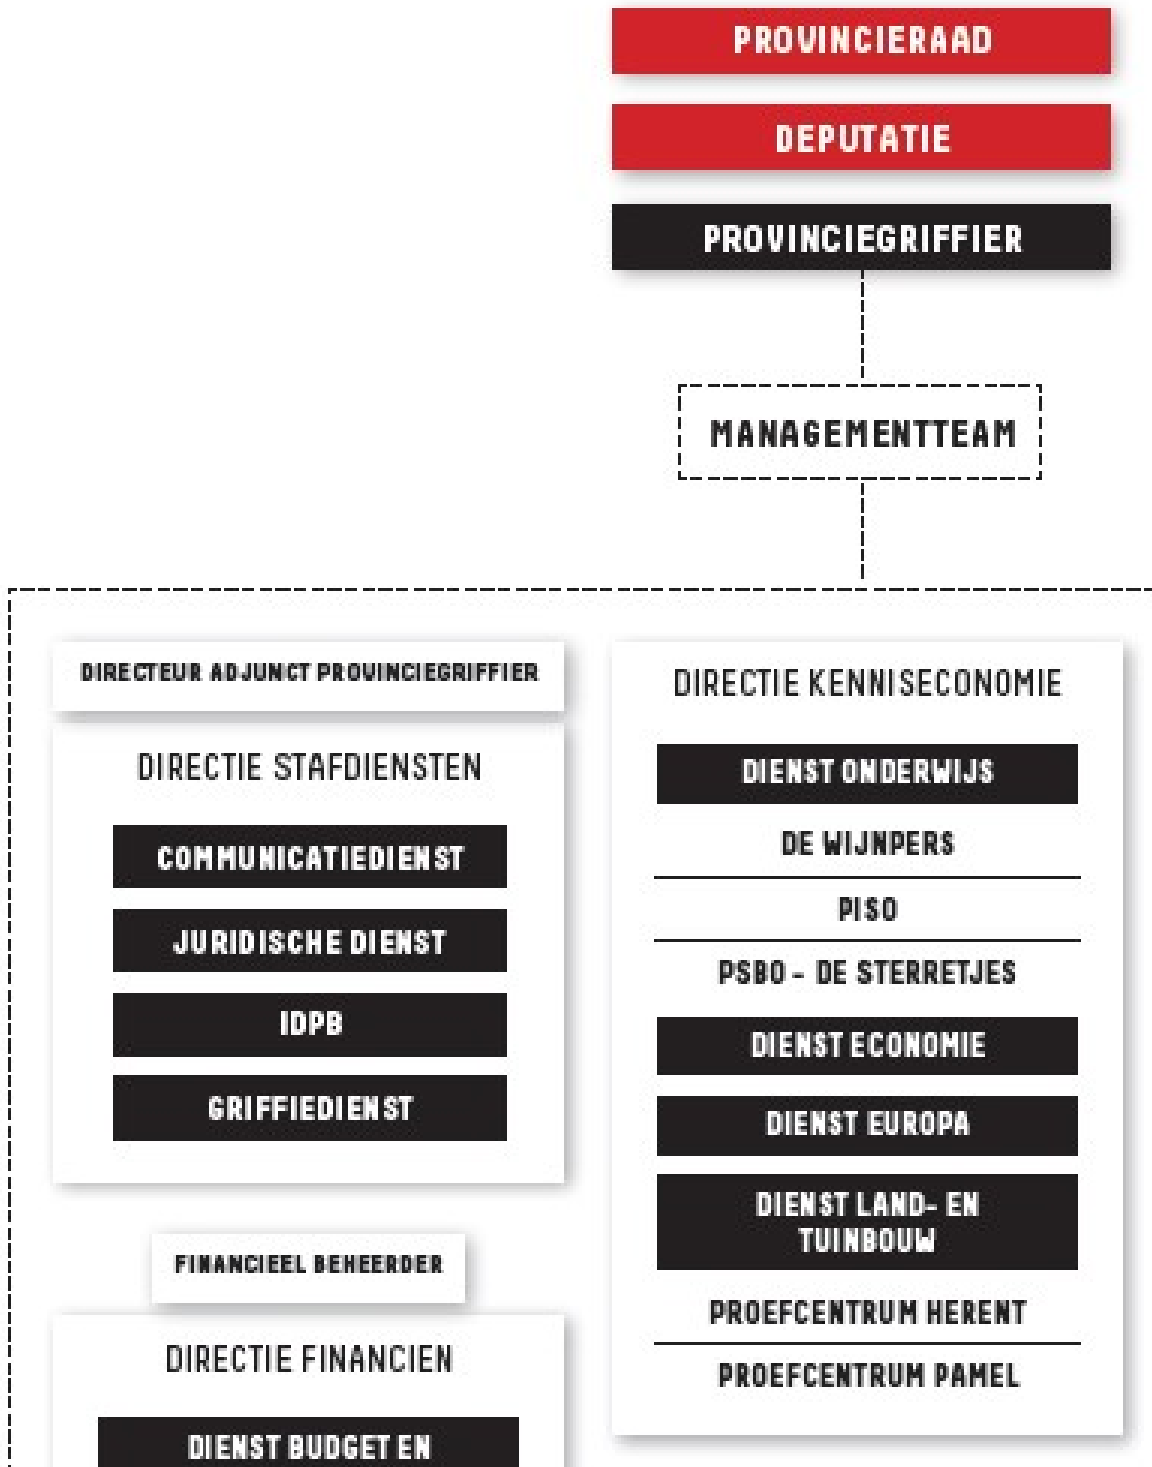 PROVINCIERAAD
DEPUTATIE
PROVINCIEGRIFFIER
MANAGEMENTTEAM
DIRECTEUR ADJUNCT PROVINCIEGRIFFIER
DIRECTIE STAFDIENSTEN
COMMUNICATIEDIENST
JURIDISCHE DIENST
IDPB
GRIFFIEDIENST
FINANCIEEL BEHEERDER
DIRECTIE FINANCIEN
DIENST BUDGET EN
DIRECTIE KENNISECONOMIE
DIENST ONDERWIJS
DE WIJNPERS
PISO
PSBO - DE STERRETJES
DIENST ECONOMIE
DIENST EUROPA
DIENST LAND- EN
TUINBOUW
PROEFCENTRUM HERENT
PROEFCENTRUM PAMEL